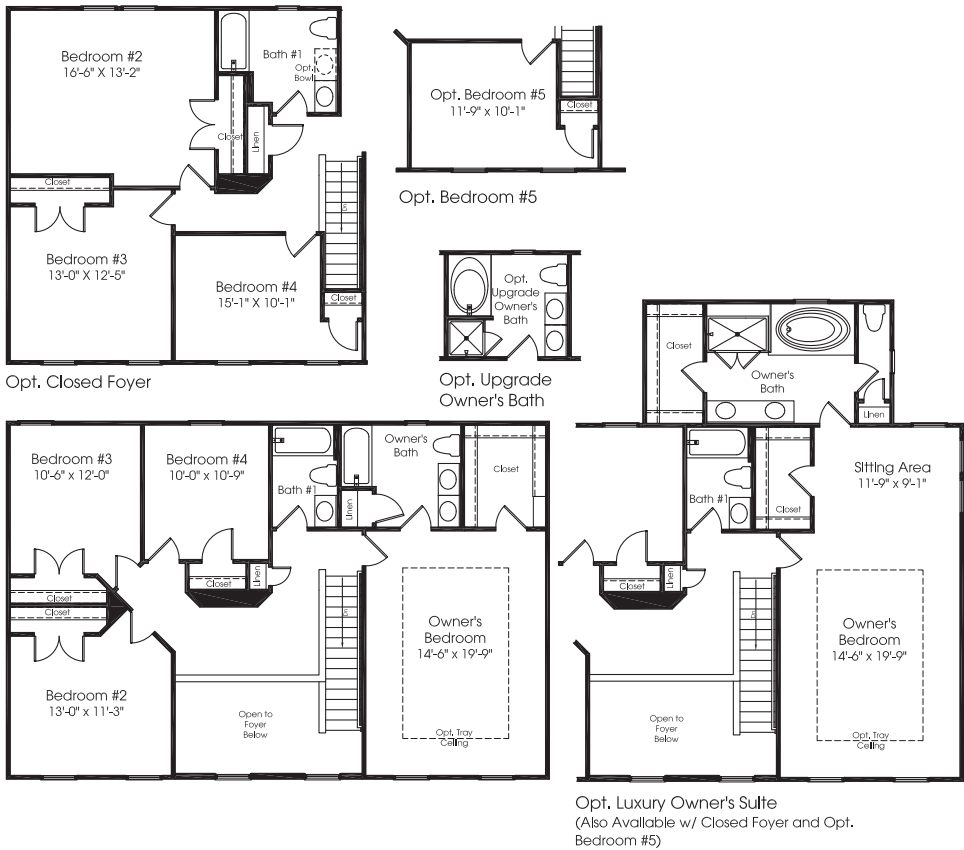 Bedroom #2
16'-6" X 13'-2"
Bath #1
Opt.
Bowl
Closet
Linen
Closet
Bedroom #3
13'-0" X 12'-5"
Dn
Bedroom #4
15'-1" X 10'-1"
Closet
Opt. Closed Foyer
Opt. Bedroom #5
11'-9" x 10'-1"
Closet
Opt. Bedroom #5
Opt.
Upgrade
Owner's
Bath
Opt. Upgrade
Owner's Bath
Bedroom #3
10'-6" x 12'-0"
Bedroom #4
10'-0" x 10'-9"
Bath #1
Owner's
Bath
Linen
Closet
Closet
Closet
Closet
Linen
Dn
Owner's
Bedroom
14'-6" x 19'-9"
Bedroom #2
13'-0" x 11'-3"
Open to
Foyer
Below
Opt. Tray
Ceiling
Closet
Owner's
Bath
Linen
Sitting Area
11'-9" x 9'-1"
Bath #1
Closet
Closet
Linen
Dn
Owner's
Bedroom
14'-6" x 19'-9"
Open to
Foyer
Below
Opt. Tray
Ceiling
Opt. Luxury Owner's Suite
(Also Available w/ Closed Foyer and Opt.
Bedroom #5)